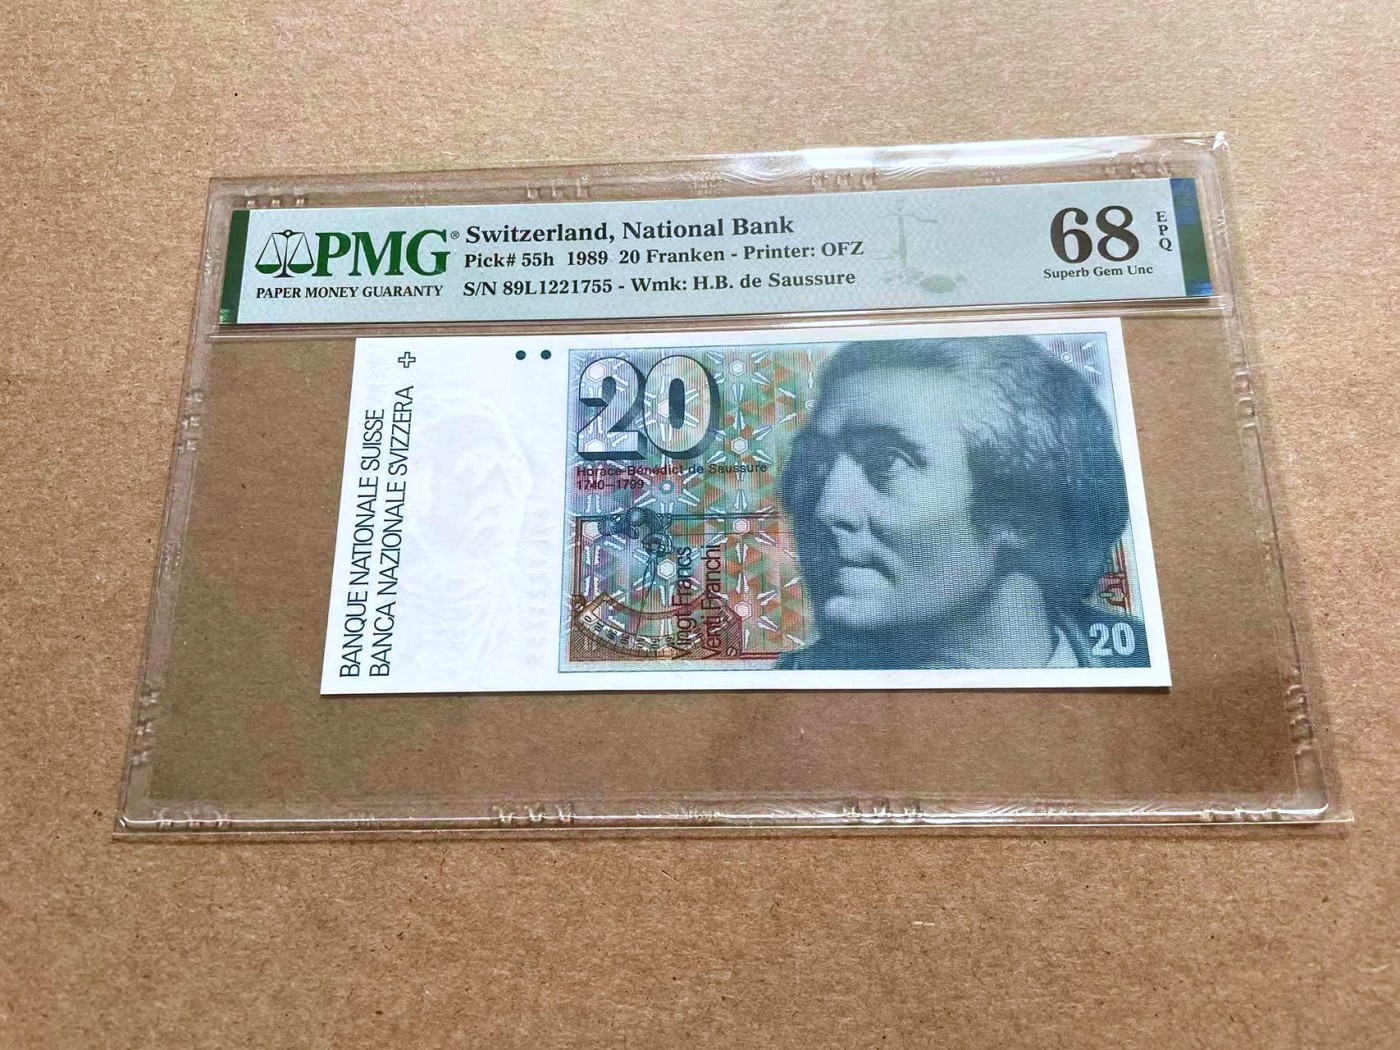 PMG®
PAPER MONEY GUARANTY
Switzerland, National Bank
Pick# 55h 1989 20 Franken - Printer: OFZ
S/N 89L1221755 - Wmk: H.B. de Saussure
68
EPQ
Superb Gem Unc
BANQUE NATIONALE SUISSE
BANCA NAZIONALE SVIZZERA
20
Horace-Bénédict de Saussure
1740–1799
Vingt Francs
Venti Franchi
20